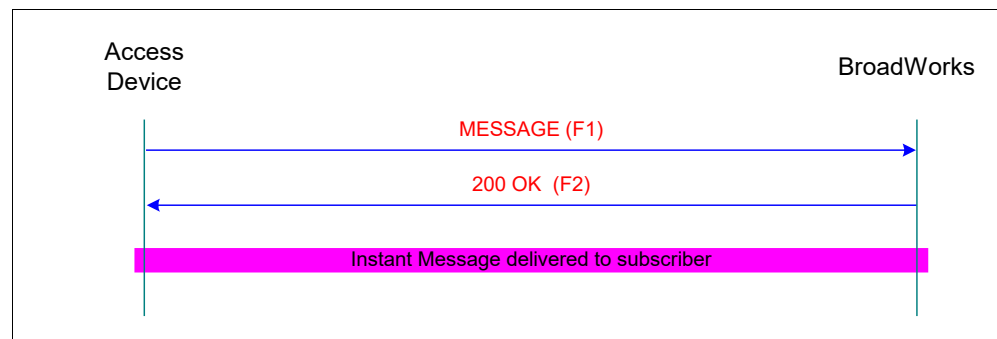 Access
Device
BroadWorks
MESSAGE (F1)
200 OK (F2)
Instant Message delivered to subscriber